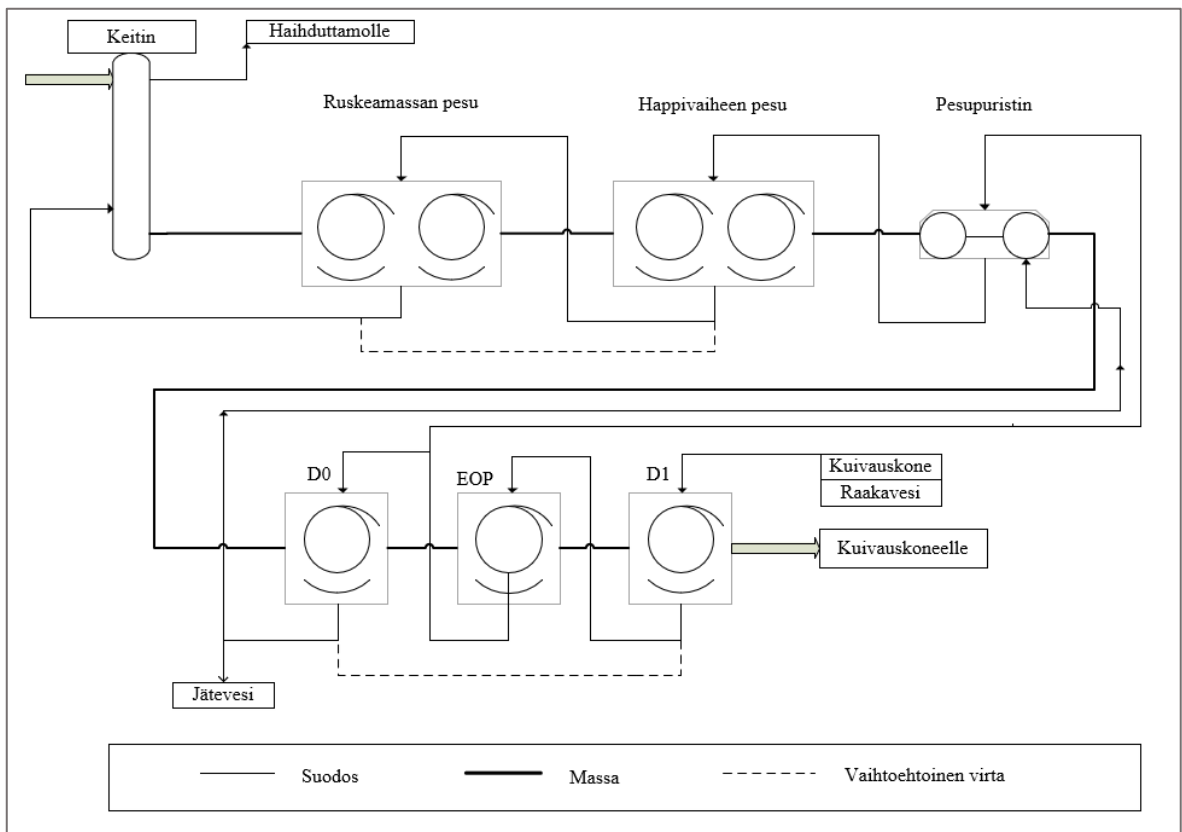 Keitin
Haihduttamolle
Ruskeamassan pesu
Happivaiheen pesu
Pesupuristin
D0
EOP
D1
Kuivauskone
Raakavesi
Kuivauskoneelle
Jätevesi
Suodos
Massa
Vaihtoehtoinen virta